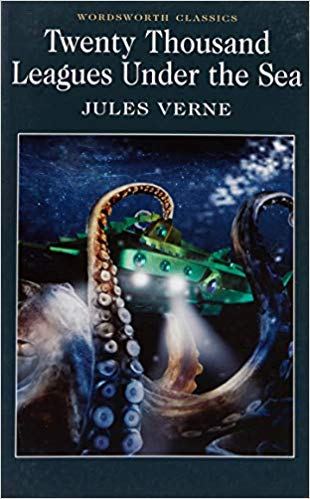 WORDSWORTH CLASSICS
Twenty Thousand
Leagues Under the Sea
JULES VERNE